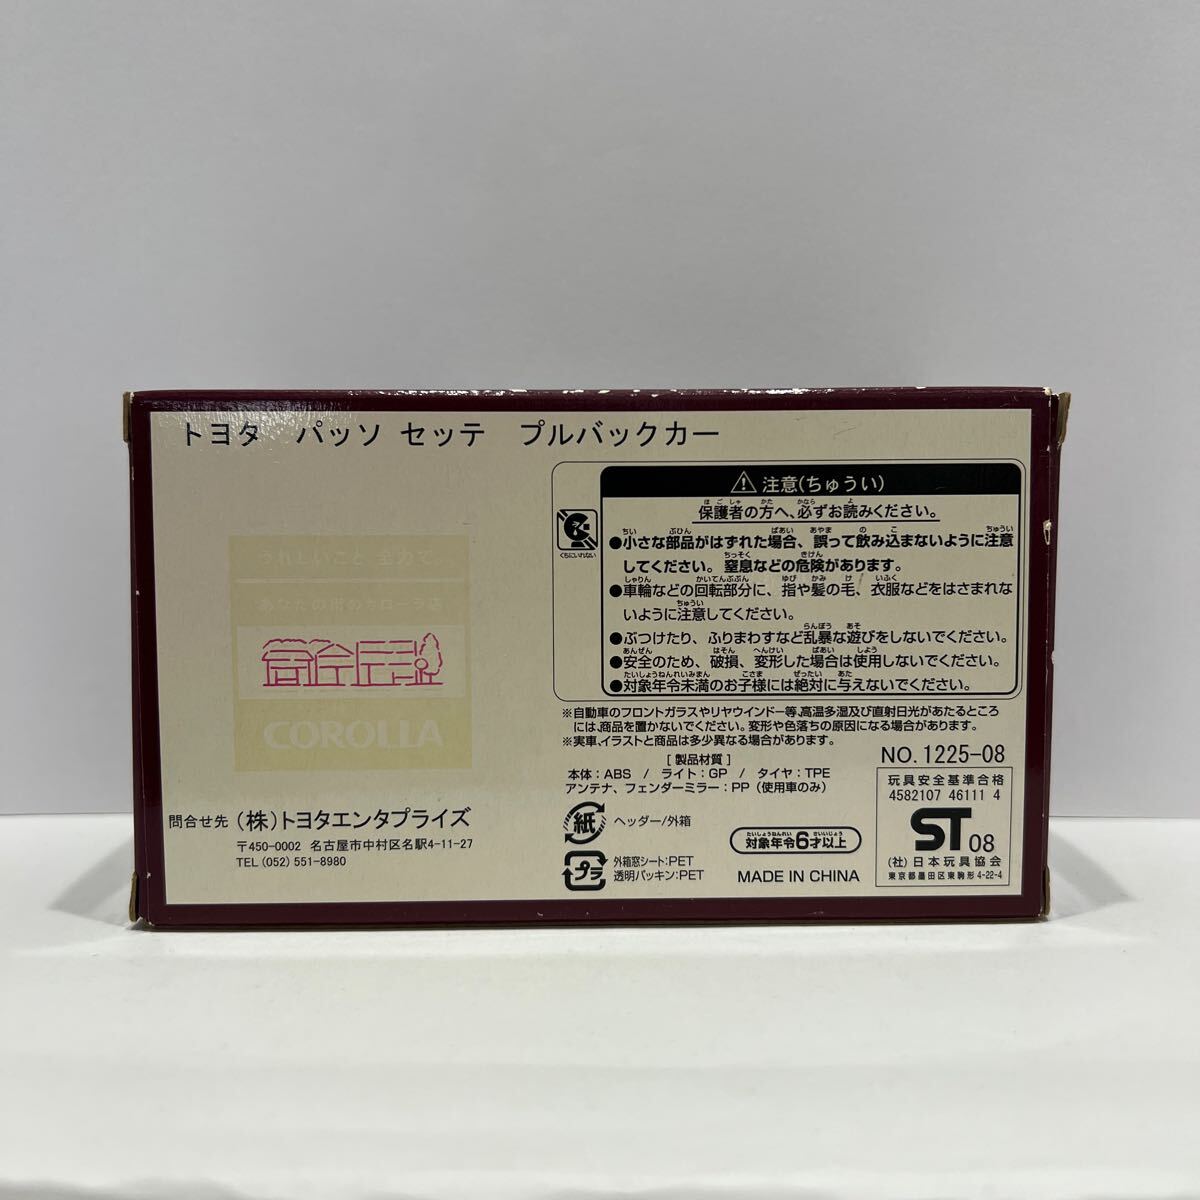 トヨタ　パッソ セッテ　プルバックカー
うれしいこと 全力で。
あなたの街のカローラ店
COROLLA
問合せ先 (株)トヨタエンタプライズ
〒450-0002 名古屋市中村区名駅4-11-27
TEL (052) 551-8980
くちにいれない
注意(ちゅうい)
保護者の方へ、必ずお読みください。
●小さな部品がはずれた場合、誤って飲み込まないように注意
してください。窒息などの危険があります。
●車輪などの回転部分に、指や髪の毛、衣服などをはさまれな
いように注意してください。
●ぶつけたり、ふりまわすなど乱暴な遊びをしないでください。
●安全のため、破損、変形した場合は使用しないでください。
●対象年令未満のお子様には絶対に与えないでください。
※自動車のフロントガラスやリヤウインドー等、高温多湿及び直射日光があたるところ
には、商品を置かないでください。変形や色落ちの原因になる場合があります。
※実車、イラストと商品は多少異なる場合があります。
[ 製品材質 ]
本体：ABS / ライト：GP / タイヤ：TPE
アンテナ、フェンダーミラー：PP（使用車のみ）
紙 ヘッダー/外箱
プラ 外箱窓シート：PET
透明パッキン：PET
対象年令6才以上
MADE IN CHINA
NO. 1225-08
玩具安全基準合格
4582107 46111 4
ST 08
(社) 日本玩具協会
東京都墨田区東駒形 4-22-4